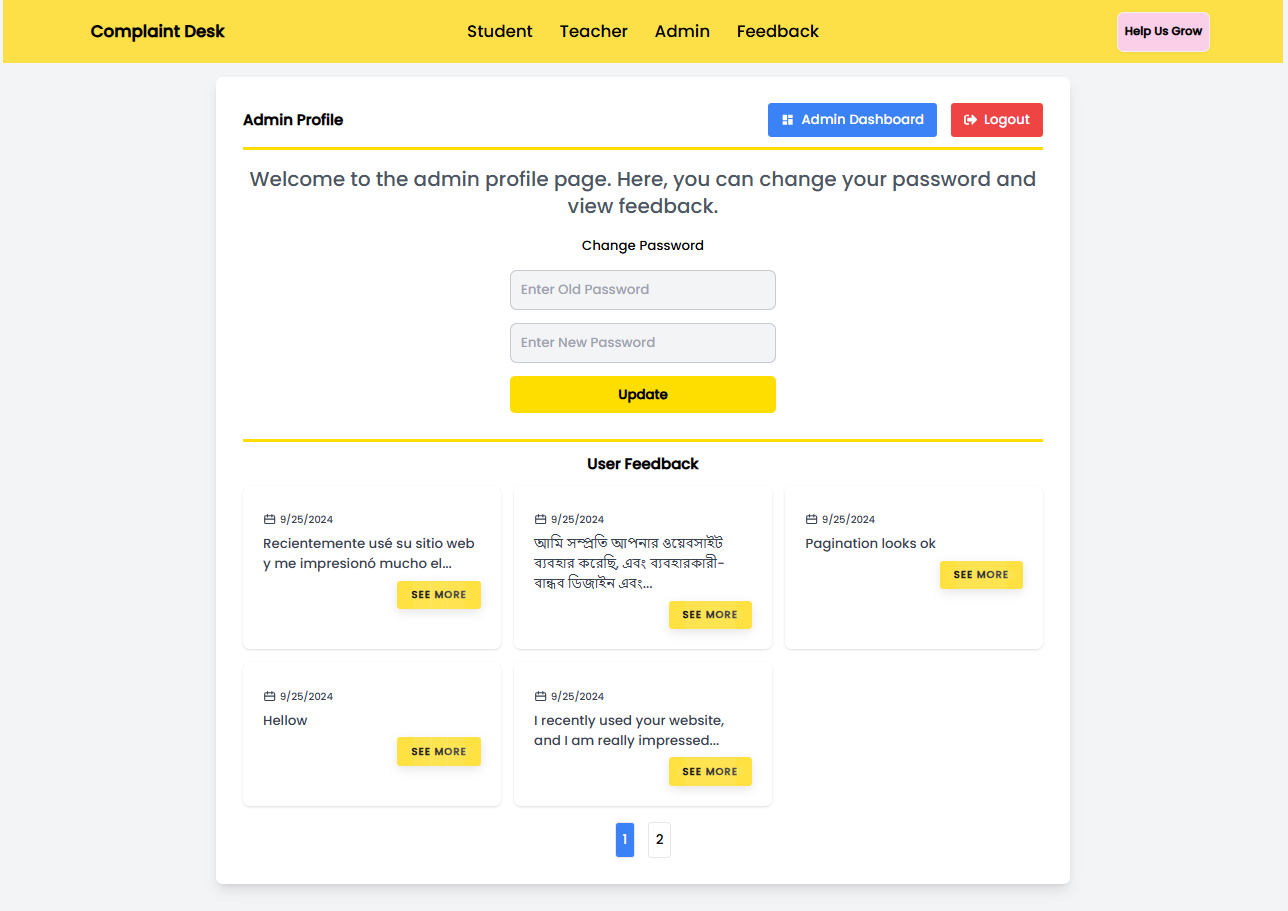 Complaint Desk
Student Teacher Admin Feedback
Help Us Grow
Admin Profile
Admin Dashboard
Logout
Welcome to the admin profile page. Here, you can change your password and
view feedback.
Change Password
Enter Old Password
Enter New Password
Update
User Feedback
9/25/2024
Recientemente usé su sitio web
y me impresionó mucho el...
SEE MORE
9/25/2024
আমি সম্প্রতি আপনার ওয়েবসাইট
ব্যবহার করেছি, এবং ব্যবহারকারী-
বান্ধব ডিজাইন এবং...
SEE MORE
9/25/2024
Pagination looks ok
SEE MORE
9/25/2024
Hellow
SEE MORE
9/25/2024
I recently used your website,
and I am really impressed...
SEE MORE
1 2